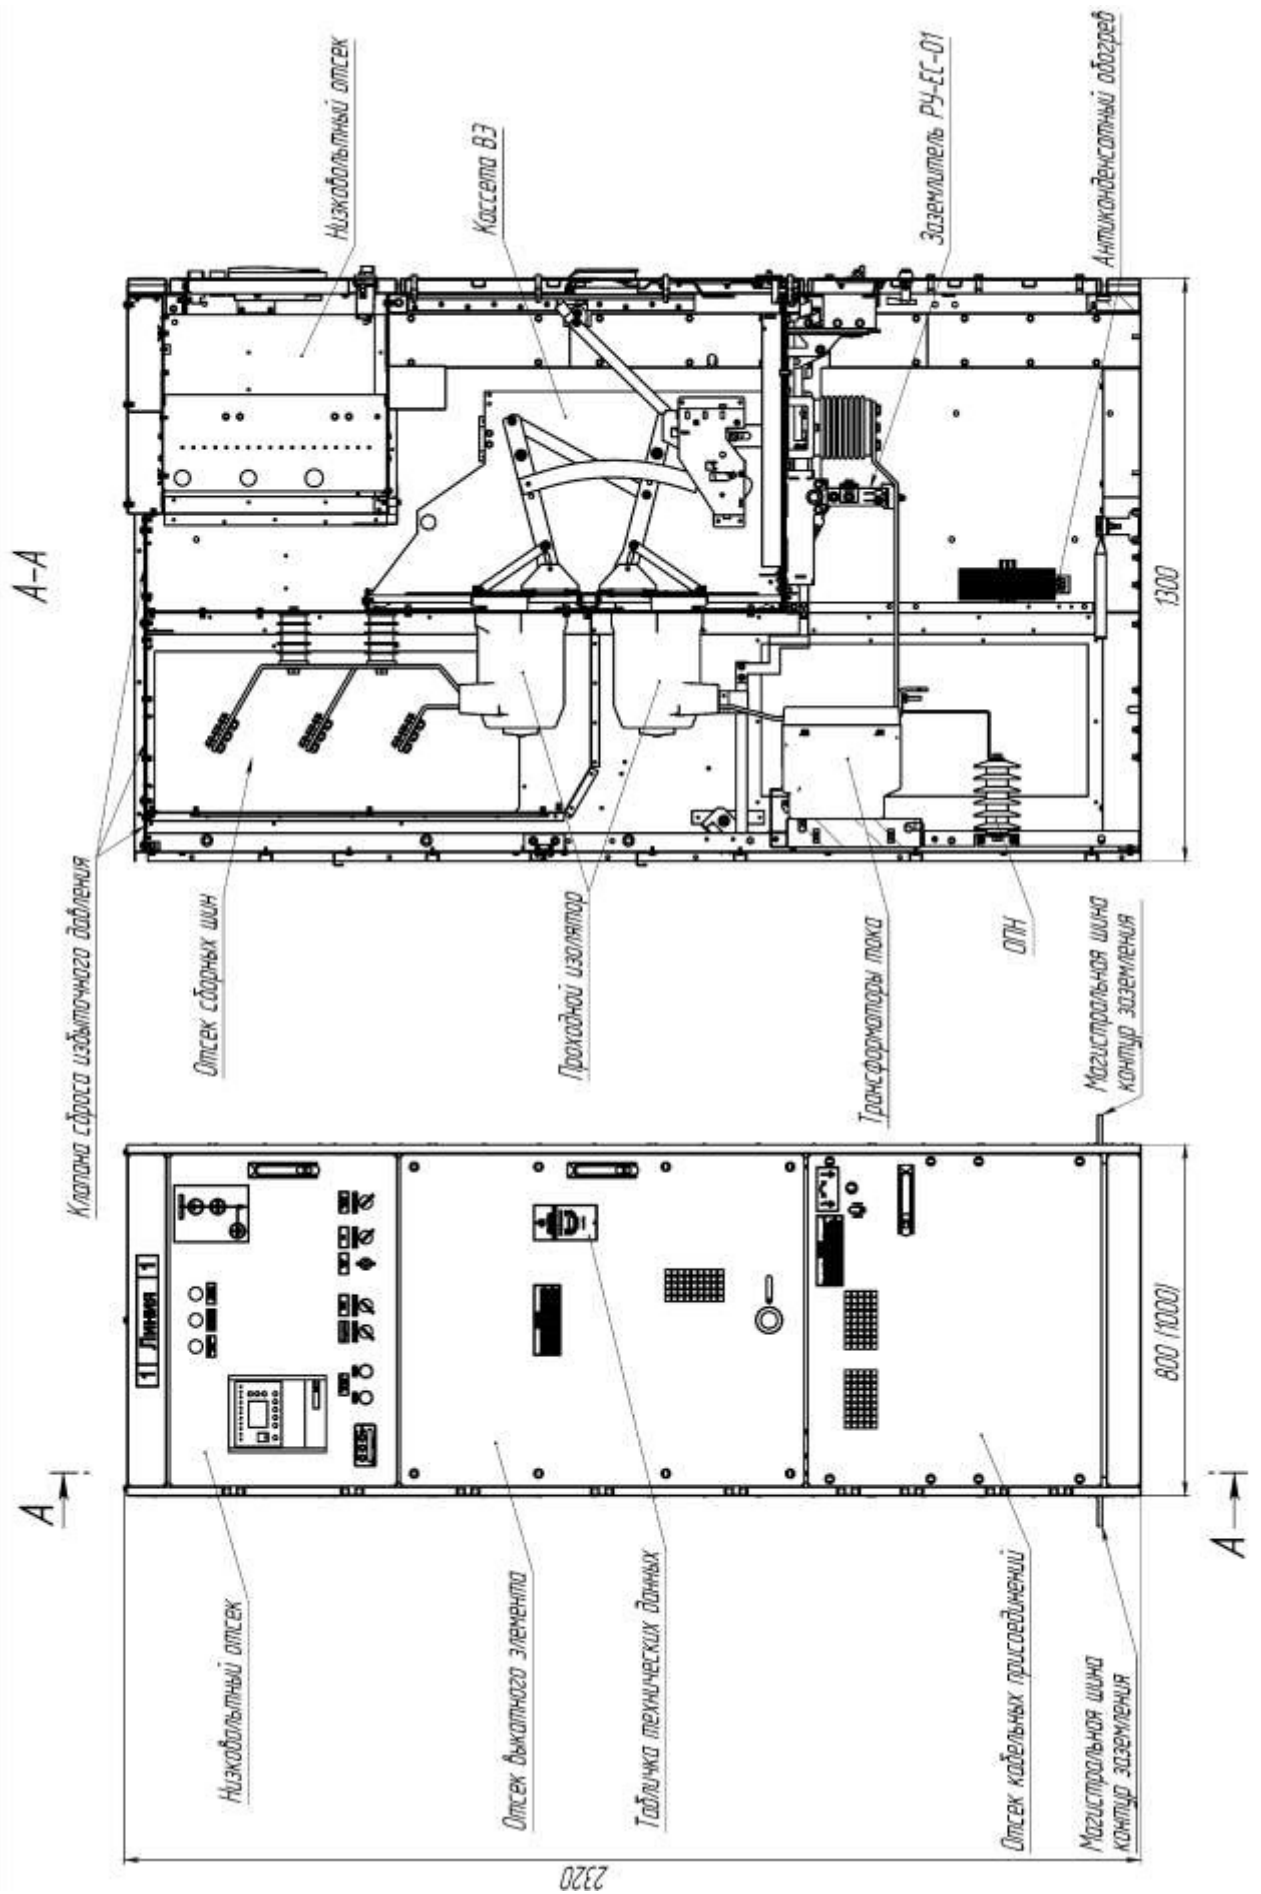 А-А
Клапана сброса избыточного давления
Низковольтный отсек
Кассета ВЭ
Заземлитель РУ-ЕС-01
Антиконденсатный обогрев
Отсек сборных шин
Проходной изолятор
Трансформаторы тока
ОПН
Магистральная шина
контур заземления
1300
А
А
1 Линия 1
Низковольтный отсек
Отсек выкатного элемента
Табличка технических данных
Отсек кабельных присоединений
Магистральная шина
контур заземления
800 (1000)
2320